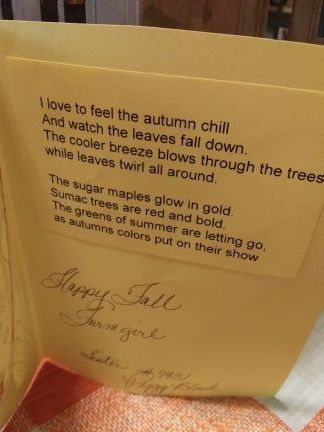 I love to feel the autumn chill
And watch the leaves fall down.
The cooler breeze blows through the trees
while leaves twirl all around.
The sugar maples glow in gold.
Sumac trees are red and bold.
The greens of summer are letting go,
as autumns colors put on their show
Happy Fall
Farmgirl
Sister